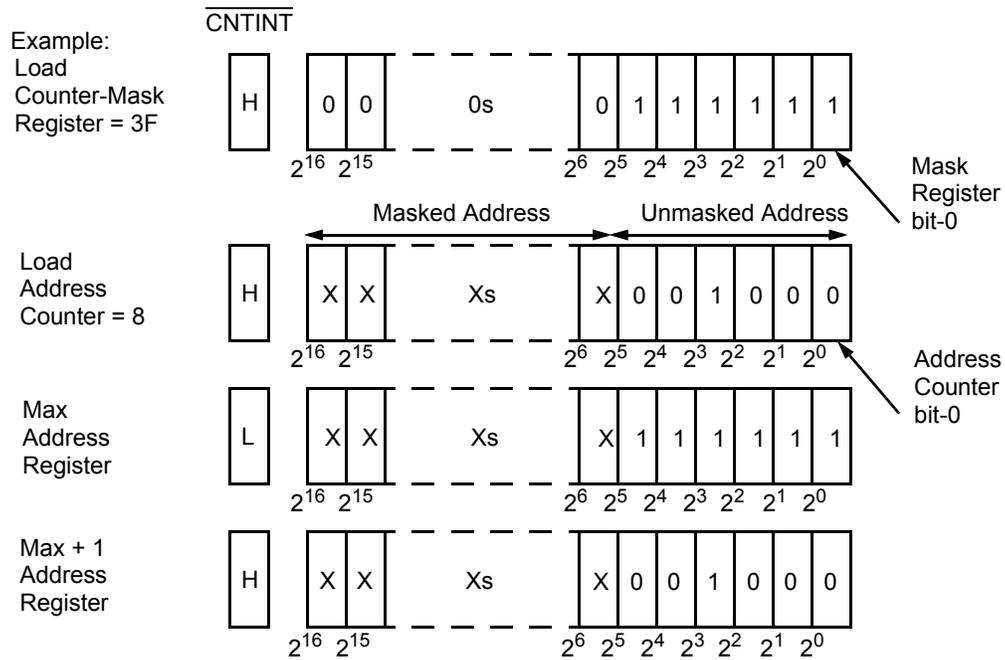 CNTINT
Example:
Load
Counter-Mask
Register = 3F
H
0 0 0s 0 1 1 1 1 1 1
2^16 2^15 2^6 2^5 2^4 2^3 2^2 2^1 2^0
Mask
Register
bit-0
Masked Address Unmasked Address
Load
Address
Counter = 8
H
X X Xs X 0 0 1 0 0 0
2^16 2^15 2^6 2^5 2^4 2^3 2^2 2^1 2^0
Address
Counter
bit-0
Max
Address
Register
L
X X Xs X 1 1 1 1 1 1
2^16 2^15 2^6 2^5 2^4 2^3 2^2 2^1 2^0
Max + 1
Address
Register
H
X X Xs X 0 0 1 0 0 0
2^16 2^15 2^6 2^5 2^4 2^3 2^2 2^1 2^0